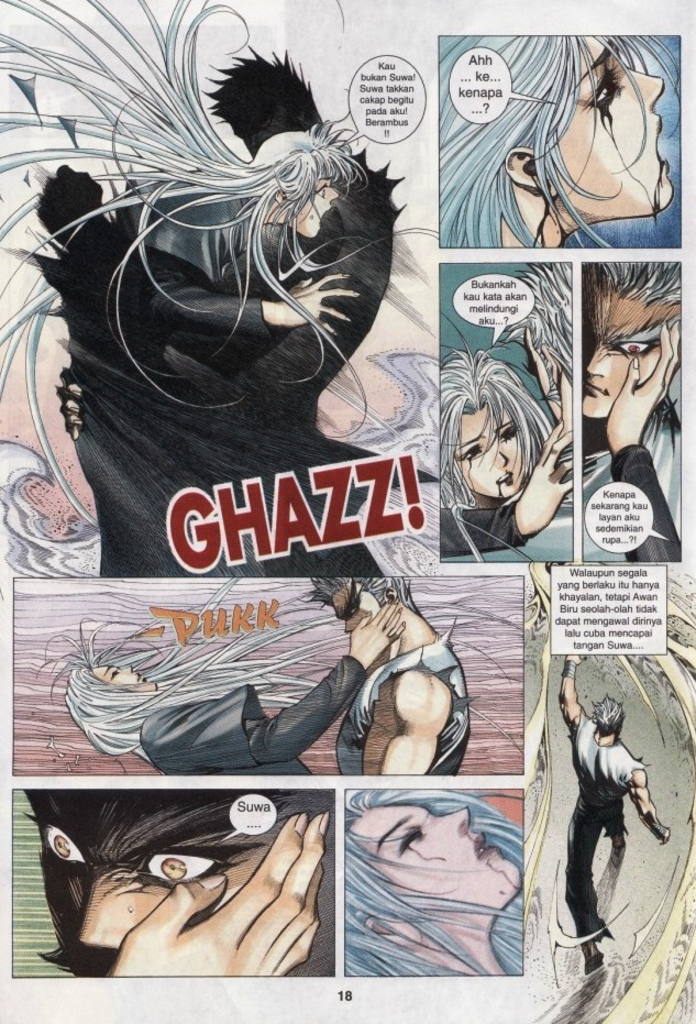 Kau
bukan Suwa!
Suwa takkan
cakap begitu
pada aku!
Berambus
!!
Ahh
... ke...
kenapa
...?
Bukankah
kau kata akan
melindungi
aku...?
Kenapa
sekarang kau
layan aku
sedemikian
rupa...?!
GHAZZ!
PUKK
Walaupun segala
yang berlaku itu hanya
khayalan, tetapi Awan
Biru seolah-olah tidak
dapat mengawal dirinya
lalu cuba mencapai
tangan Suwa....
Suwa
....
18